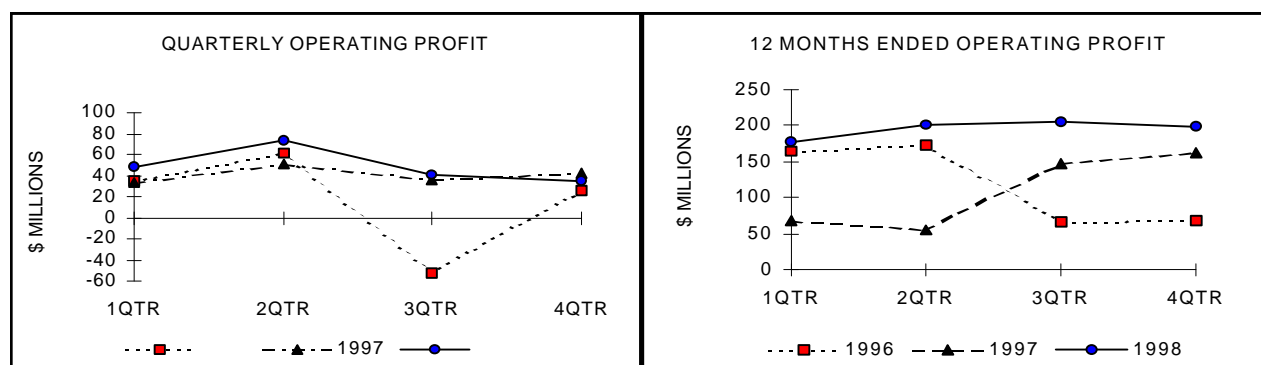 QUARTERLY OPERATING PROFIT
$ MILLIONS
100
80
60
40
20
0
-20
-40
-60
1QTR 2QTR 3QTR 4QTR
1997
12 MONTHS ENDED OPERATING PROFIT
$ MILLIONS
250
200
150
100
50
0
1QTR 2QTR 3QTR 4QTR
1996 1997 1998